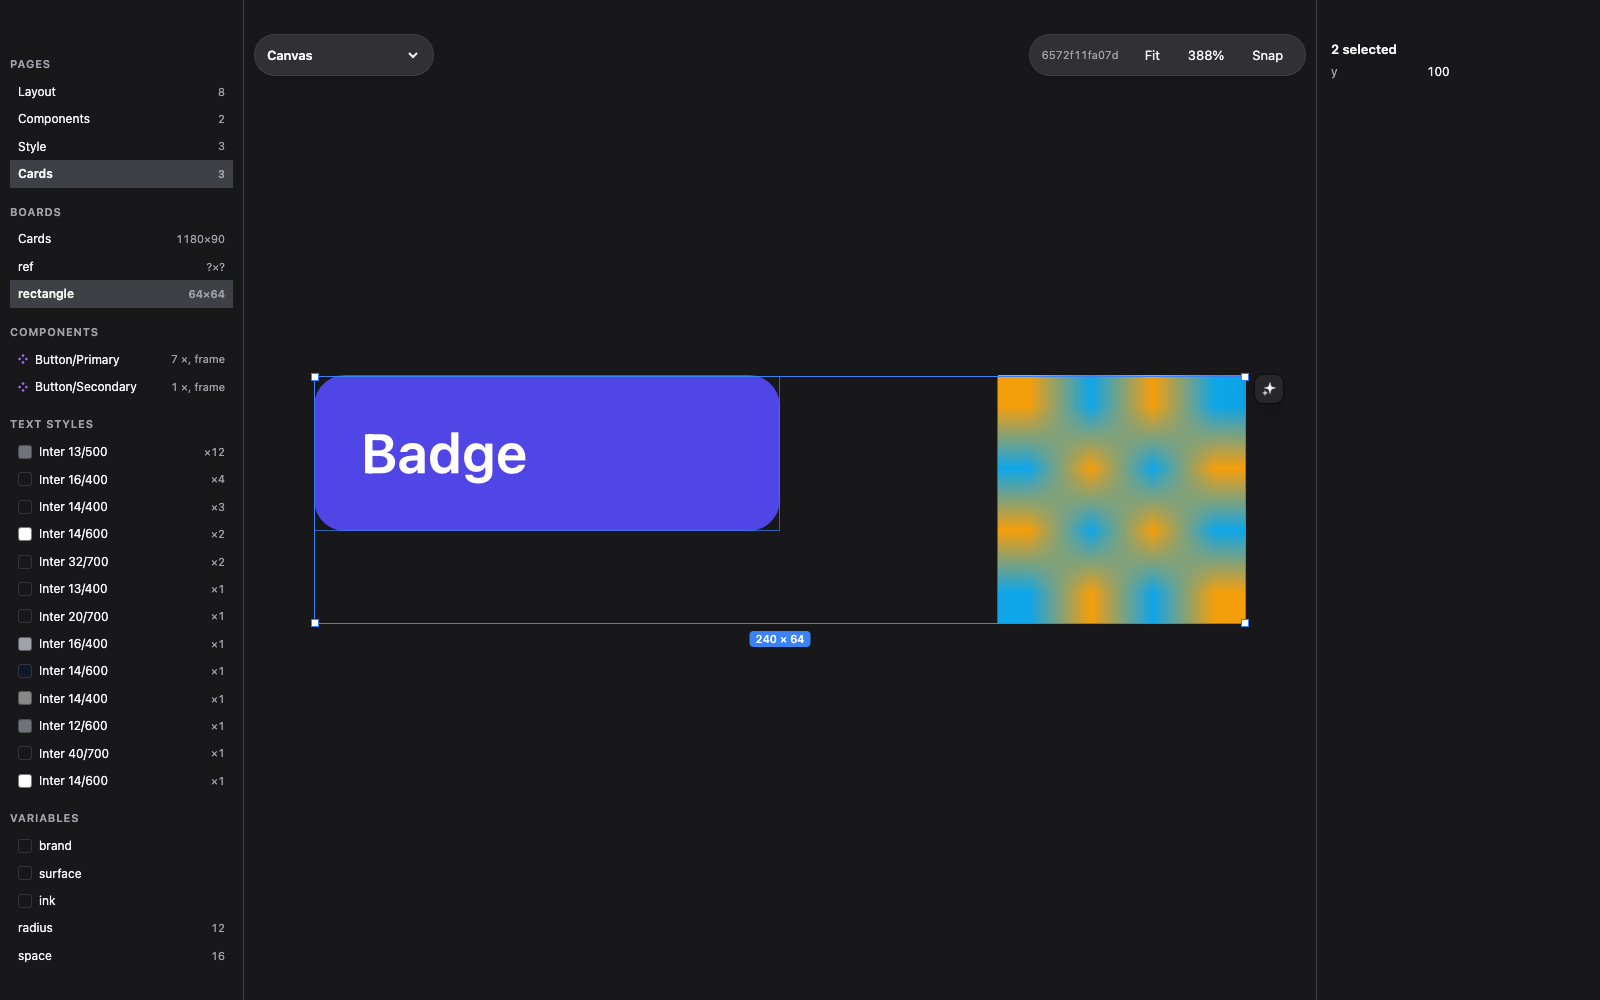 PAGES
Layout 8
Components 2
Style 3
Cards 3
BOARDS
Cards 1180×90
ref ?×?
rectangle 64×64
COMPONENTS
Button/Primary 7 ×, frame
Button/Secondary 1 ×, frame
TEXT STYLES
Inter 13/500 ×12
Inter 16/400 ×4
Inter 14/400 ×3
Inter 14/600 ×2
Inter 32/700 ×2
Inter 13/400 ×1
Inter 20/700 ×1
Inter 16/400 ×1
Inter 14/600 ×1
Inter 14/400 ×1
Inter 12/600 ×1
Inter 40/700 ×1
Inter 14/600 ×1
VARIABLES
brand
surface
ink
radius 12
space 16
Canvas
6572f11fa07d Fit 388% Snap
Badge
240 × 64
2 selected
y 100